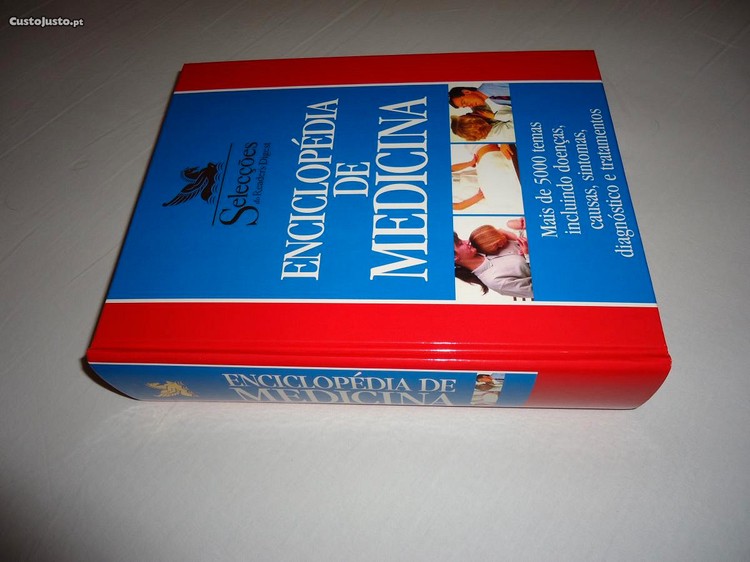 CustoJusto.pt
Selecções
do Reader's Digest
ENCICLOPÉDIA
DE
MEDICINA
Mais de 5000 temas
incluindo doenças,
causas, sintomas,
diagnóstico e tratamentos
ENCICLOPÉDIA DE
MEDICINA